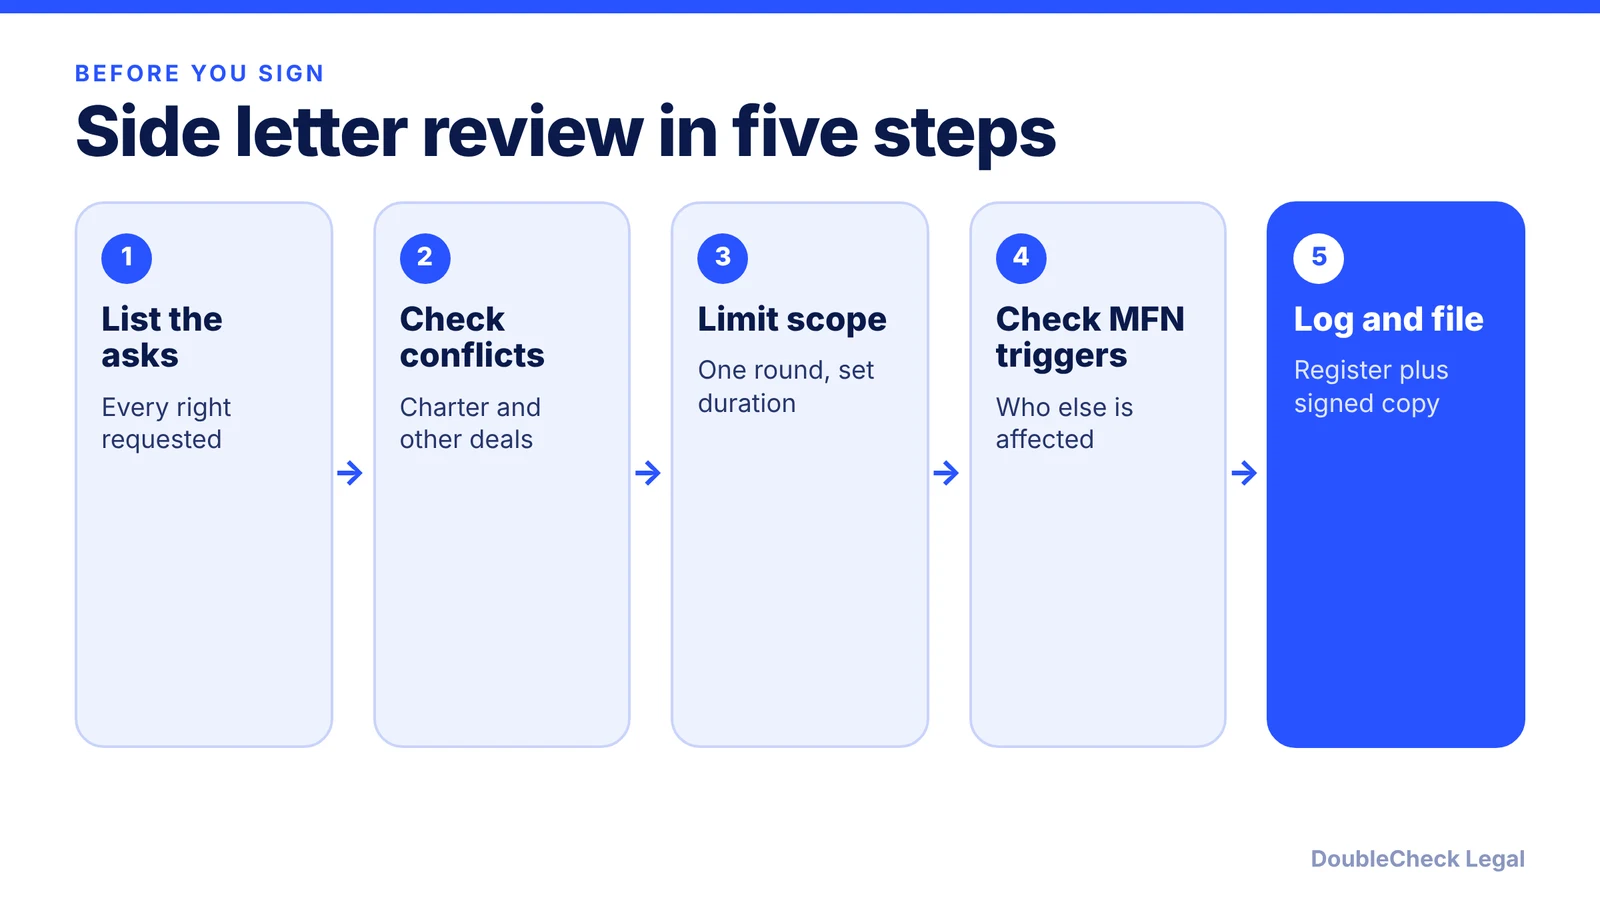 BEFORE YOU SIGN
Side letter review in five steps
1
List the
asks
Every right
requested
→
2
Check
conflicts
Charter and
other deals
→
3
Limit scope
One round, set
duration
→
4
Check MFN
triggers
Who else is
affected
→
5
Log and file
Register plus
signed copy
DoubleCheck Legal